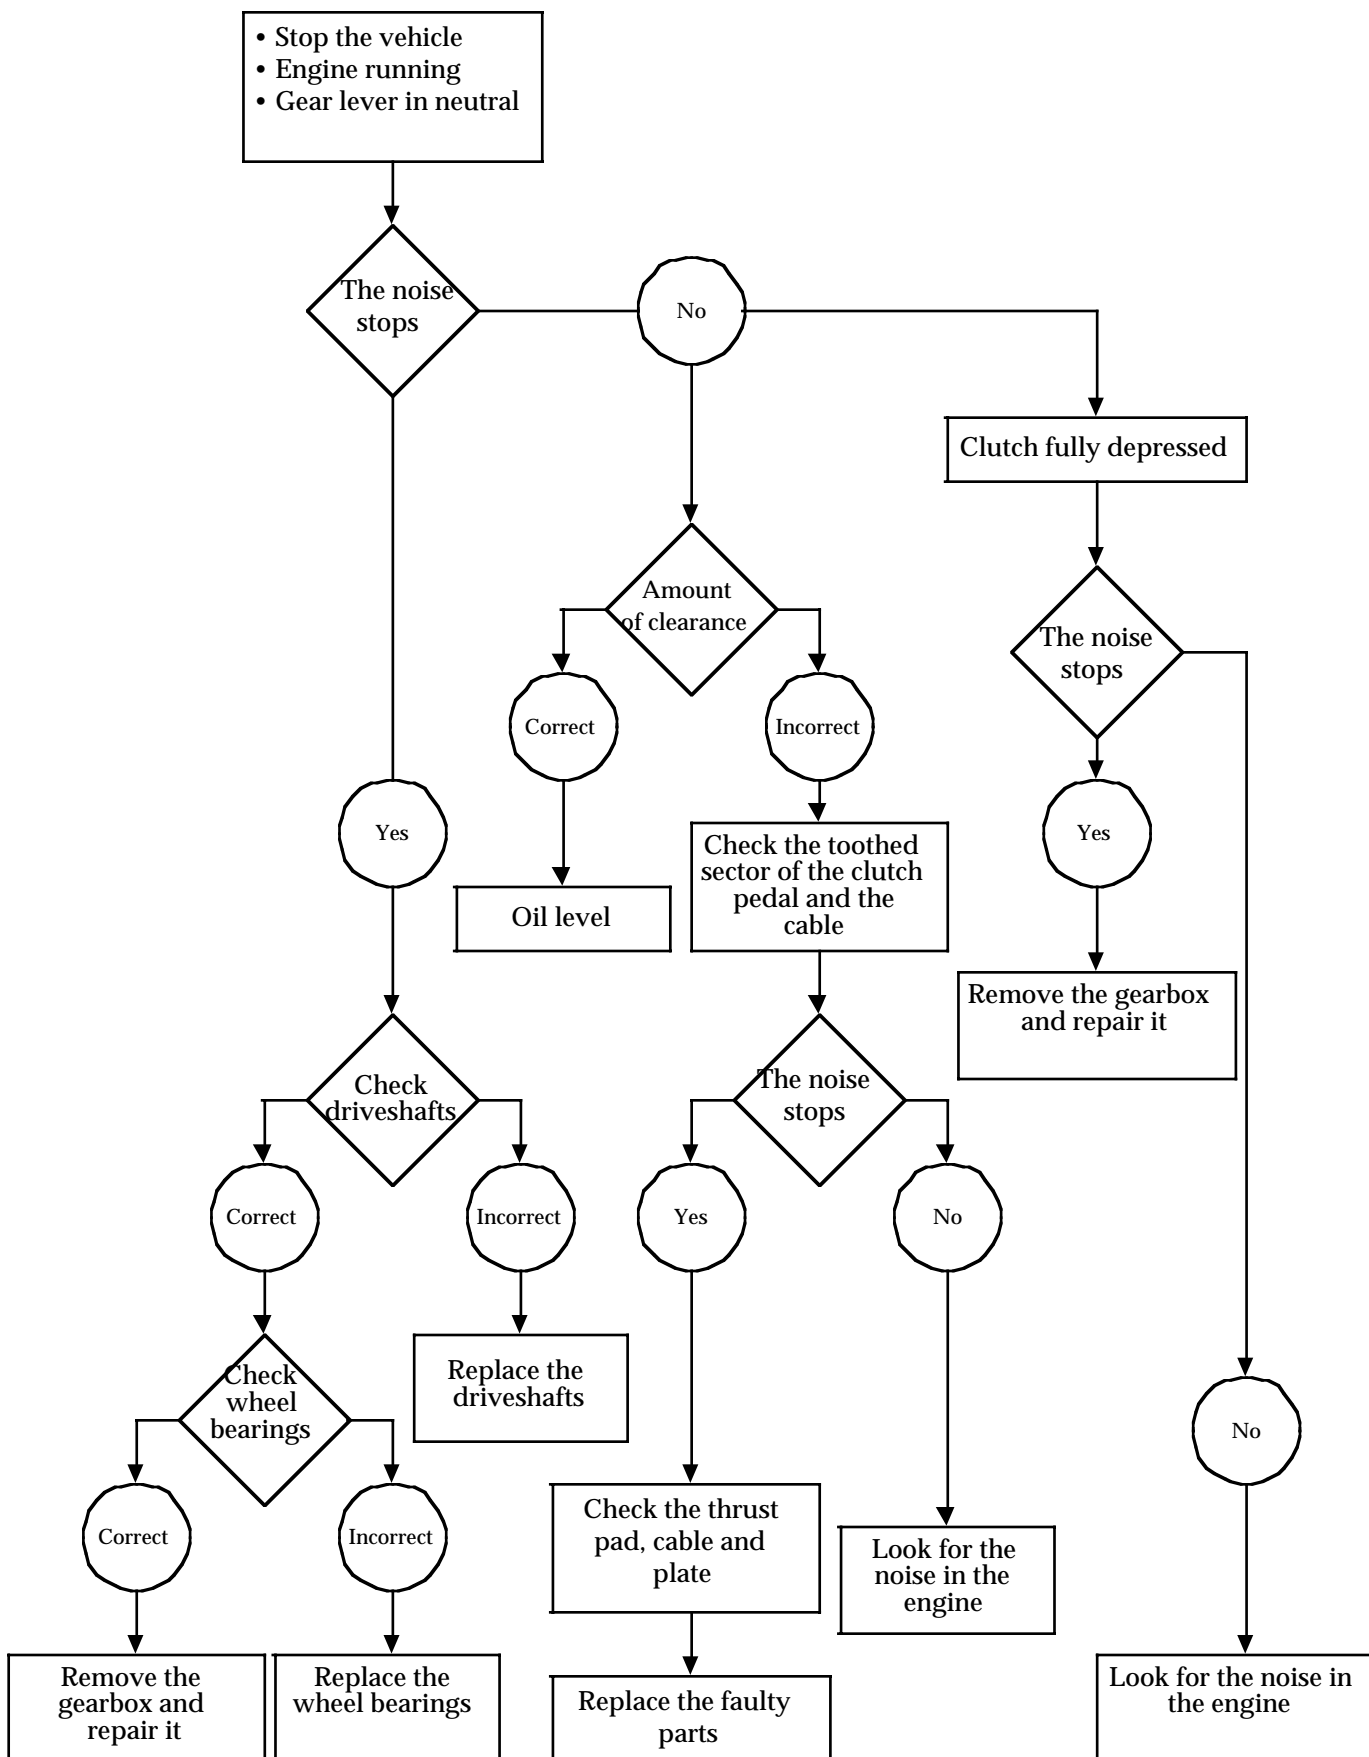 • Stop the vehicle
• Engine running
• Gear lever in neutral
The noise
stops
No
Clutch fully depressed
Amount
of clearance
The noise
stops
Correct
Incorrect
Yes
Yes
Check the toothed
sector of the clutch
pedal and the
cable
Oil level
Remove the gearbox
and repair it
Check
driveshafts
The noise
stops
Correct
Incorrect
Yes
No
Check
wheel
bearings
Replace the
driveshafts
No
Correct
Incorrect
Check the thrust
pad, cable and
plate
Look for the
noise in the
engine
Remove the
gearbox and
repair it
Replace the
wheel bearings
Replace the faulty
parts
Look for the noise in
the engine